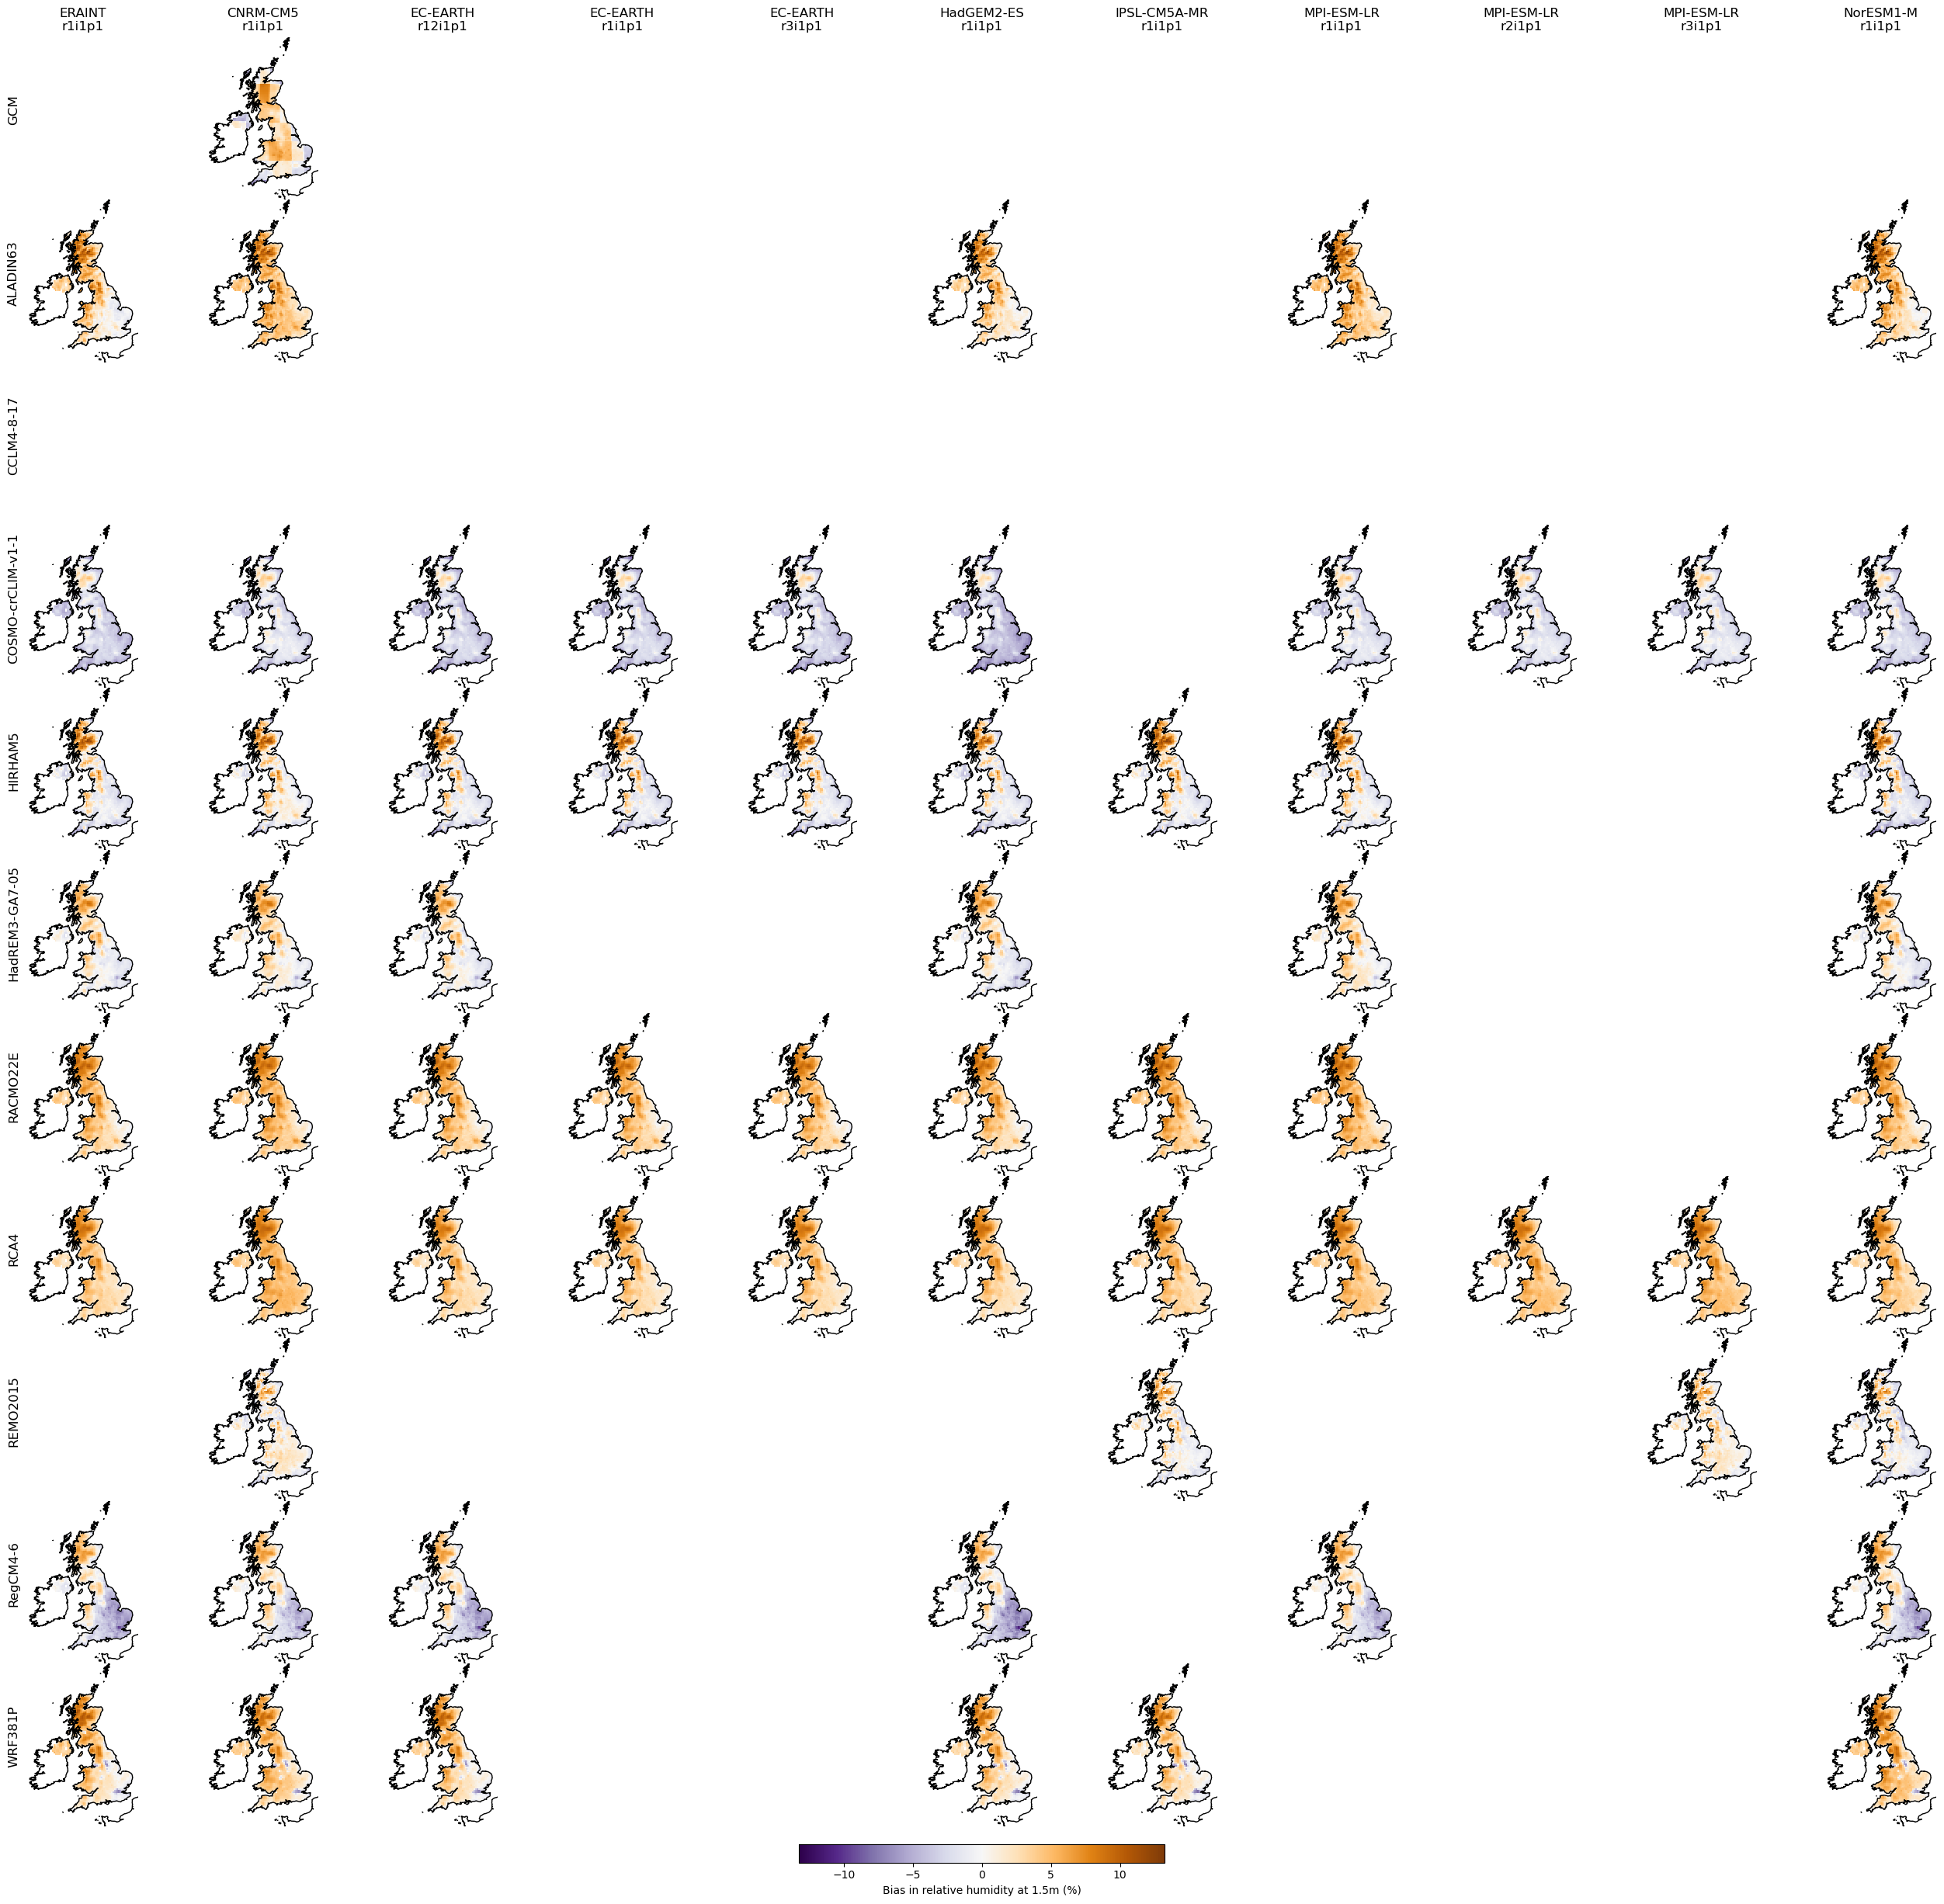 ERAINT CNRM-CM5 EC-EARTH EC-EARTH EC-EARTH HadGEM2-ES IPSL-CM5A-MR MPI-ESM-LR MPI-ESM-LR MPI-ESM-LR NorESM1-M
r1i1p1 r1i1p1 r12i1p1 r1i1p1 r3i1p1 r1i1p1 r1i1p1 r1i1p1 r2i1p1 r3i1p1 r1i1p1
GCM
ALADIN63
CCLM4-8-17
COSMO-crCLIM-v1-1
HIRHAM5
HadREM3-GA7-05
RACMO22E
RCA4
REMO2015
RegCM4-6
WRF381P
−10 −5 0 5 10
Bias in relative humidity at 1.5m (%)